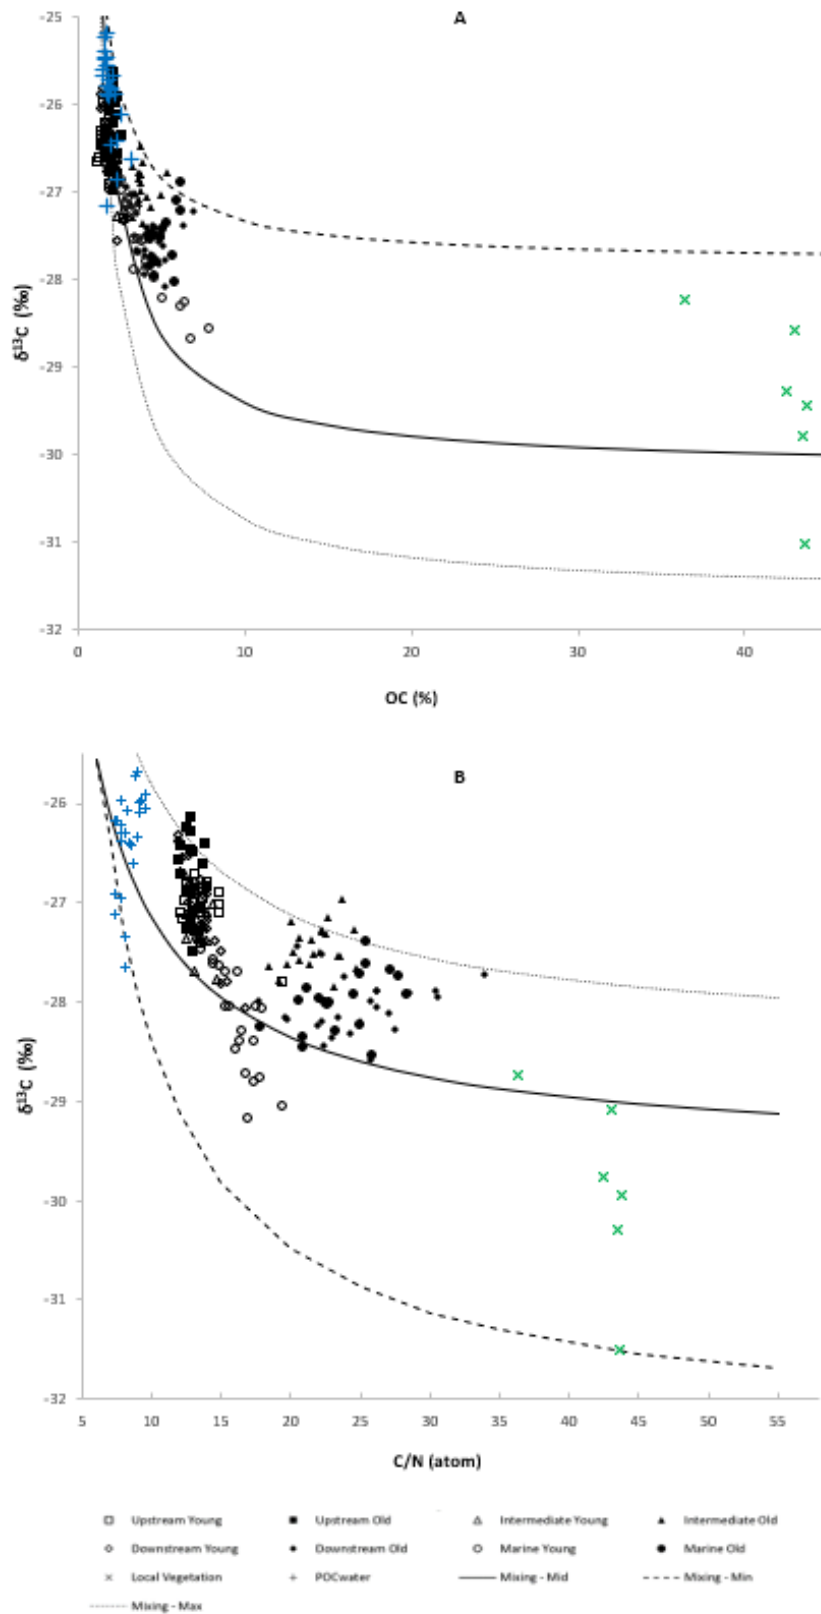 A
-25
-26
-27
-28
-29
-30
-31
-32
δ13C (‰)
0 10 20 30 40
OC (%)
B
-26
-27
-28
-29
-30
-31
-32
δ13C (‰)
5 10 15 20 25 30 35 40 45 50 55
C/N (atom)
Upstream Young Upstream Old Intermediate Young Intermediate Old
Downstream Young Downstream Old Marine Young Marine Old
Local Vegetation POCwater Mixing - Mid Mixing - Min
Mixing - Max